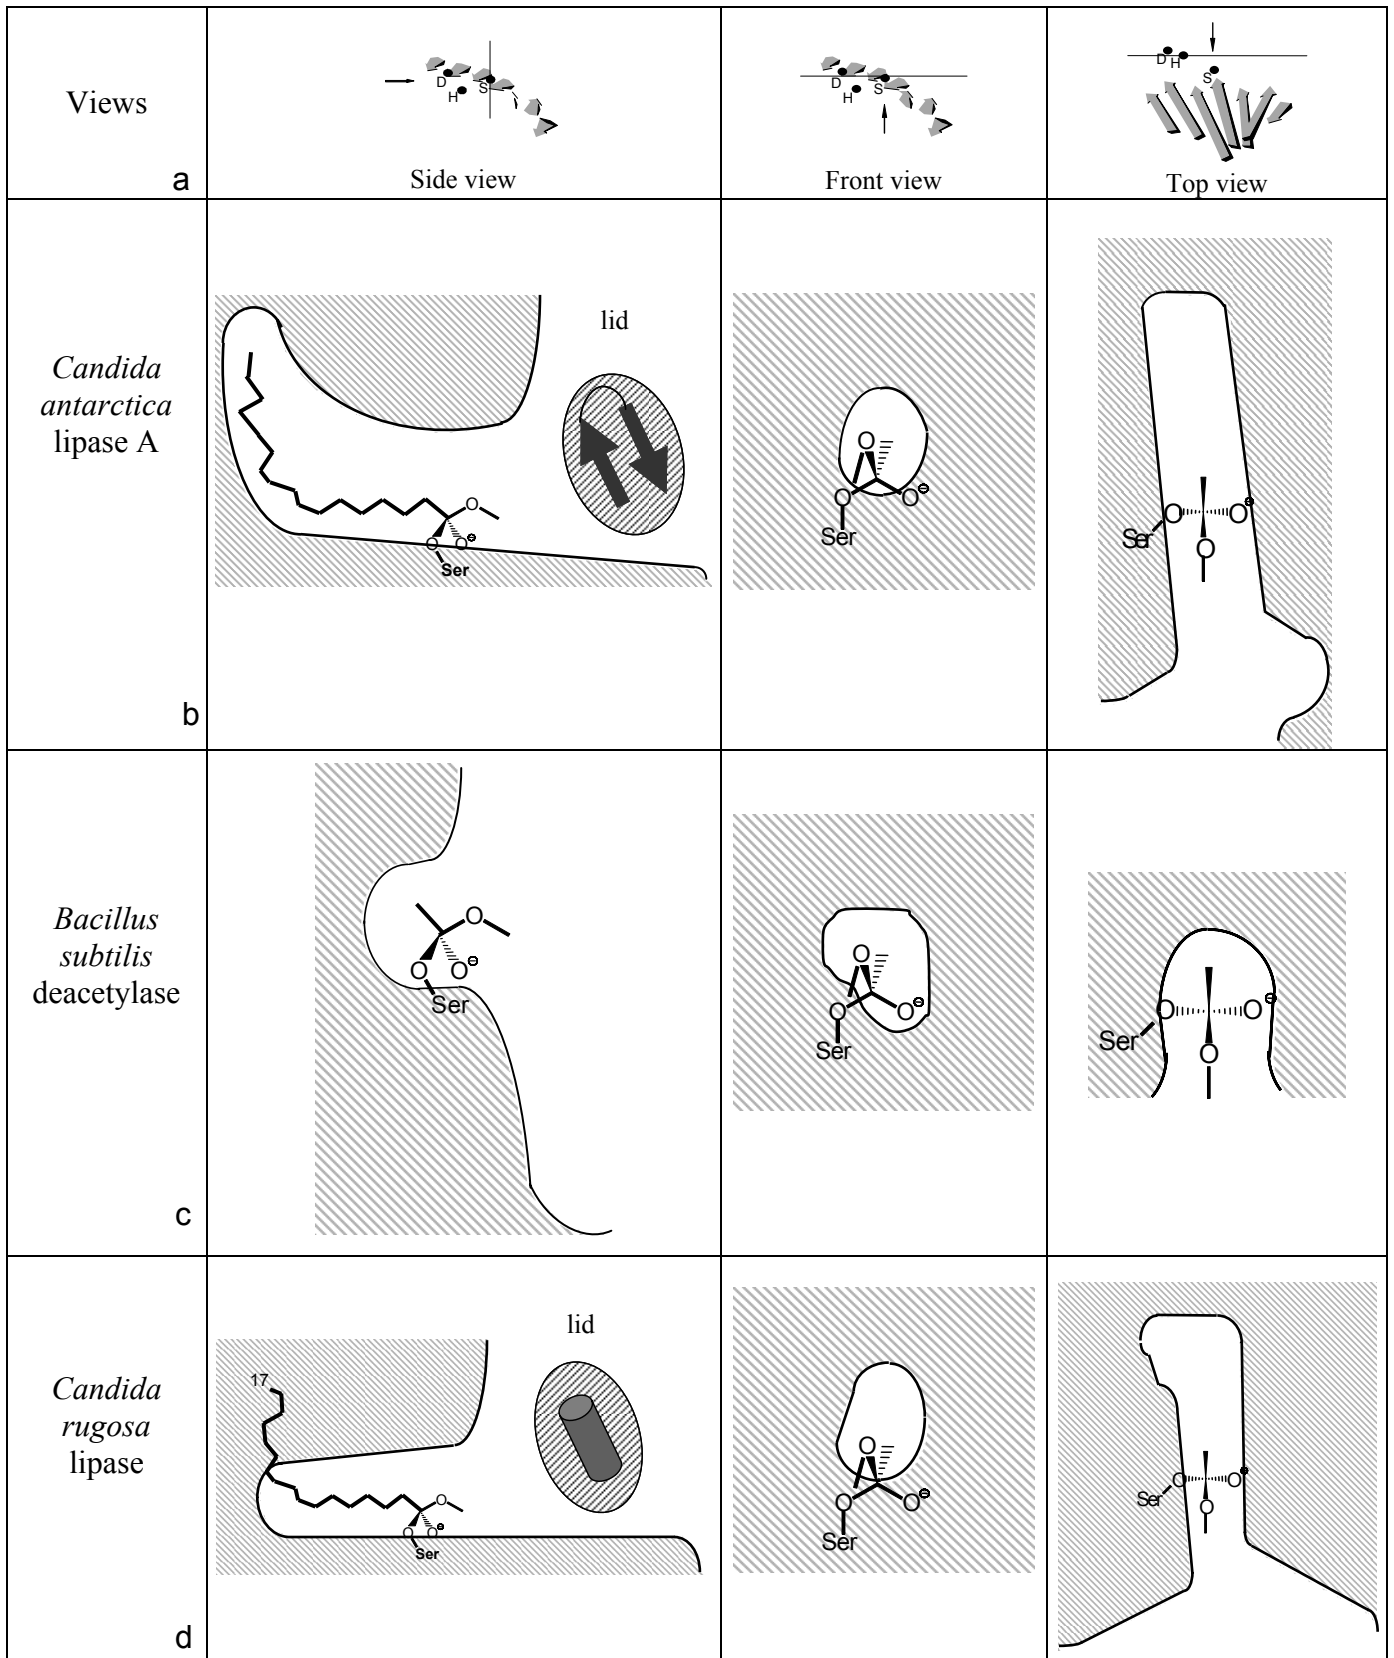 Views
a
D
H
S
Side view
D
H
S
Front view
D
H
S
Top view
Candida
antarctica
lipase A
b
lid
O
O
O⊖
Ser
O
O
O⊖
Ser
O
O⊖
Ser
O
Bacillus
subtilis
deacetylase
c
O
O
O⊖
Ser
O
O
O⊖
Ser
O
O⊖
Ser
O
Candida
rugosa
lipase
d
lid
17
O
O
O⊖
Ser
O
O
O⊖
Ser
O
O⊖
Ser
O